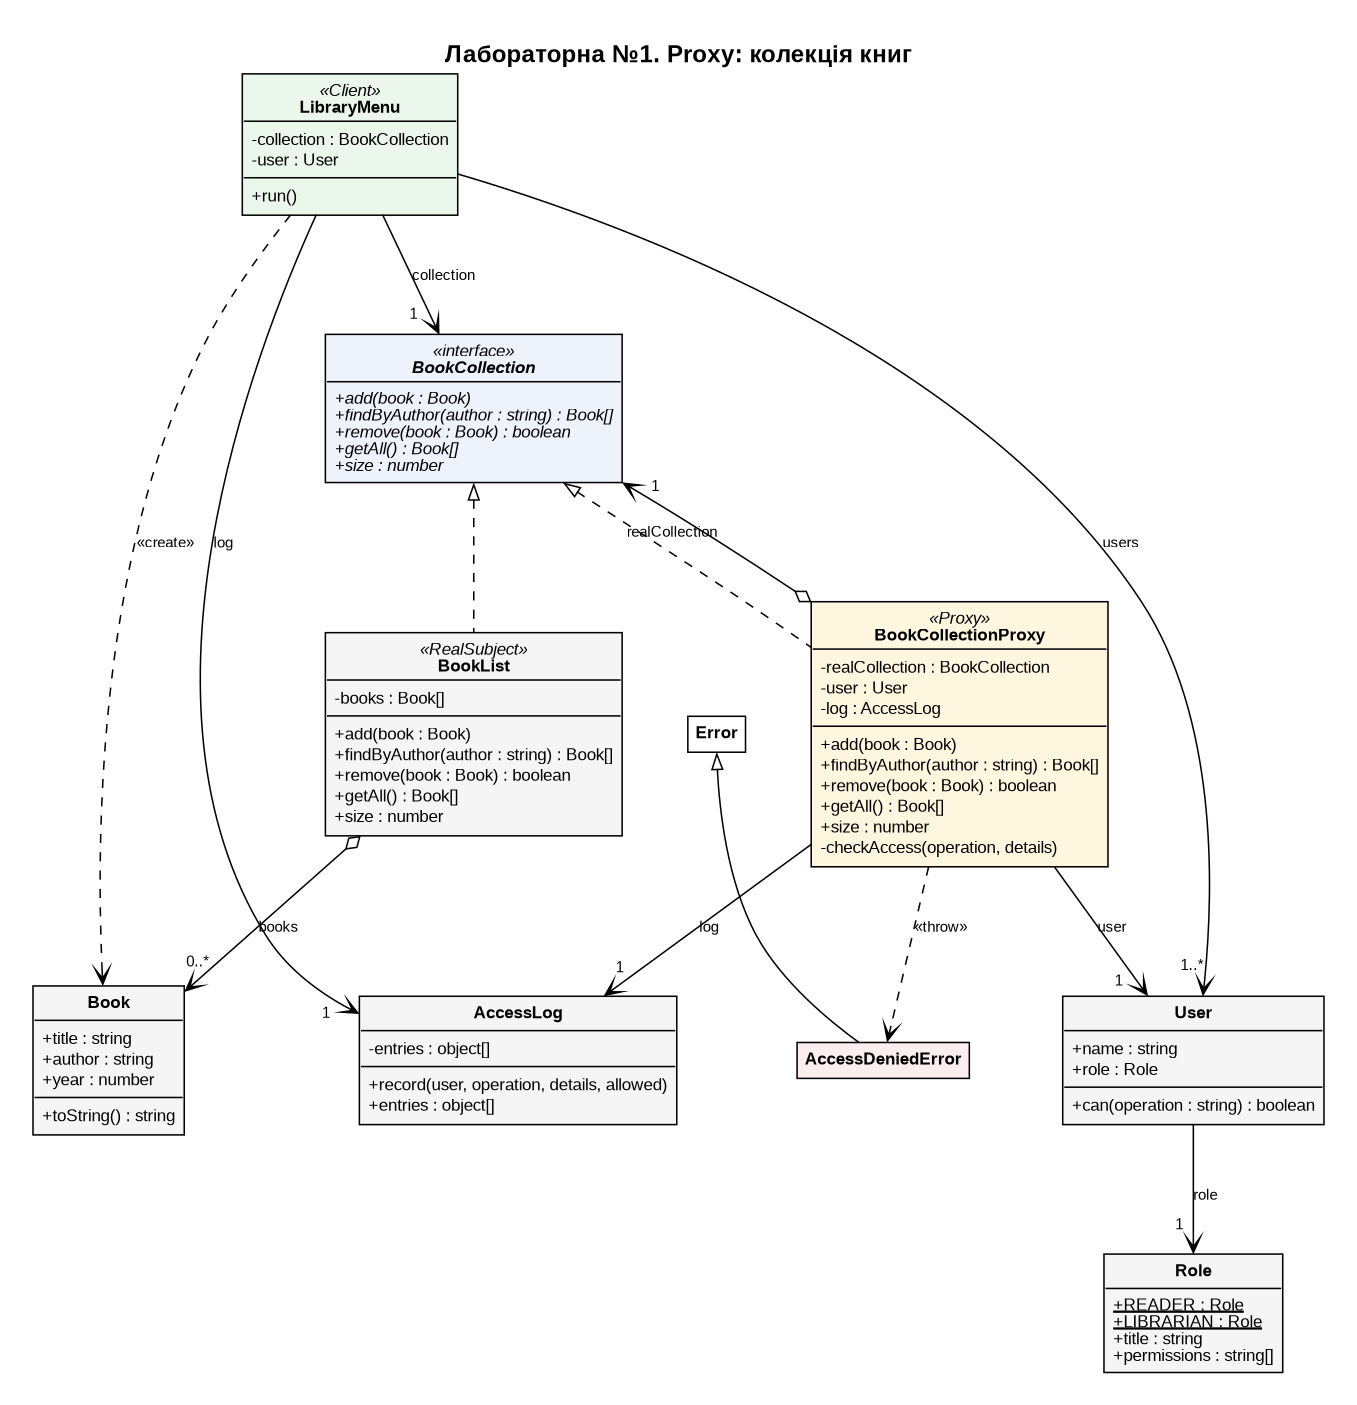 Лабораторна №1. Proxy: колекція книг
«Client»
LibraryMenu
-collection : BookCollection
-user : User
+run()
collection
1
«interface»
BookCollection
+add(book : Book)
+findByAuthor(author : string) : Book[]
+remove(book : Book) : boolean
+getAll() : Book[]
+size : number
1
realCollection
«create»
log
users
«RealSubject»
BookList
-books : Book[]
+add(book : Book)
+findByAuthor(author : string) : Book[]
+remove(book : Book) : boolean
+getAll() : Book[]
+size : number
Error
«Proxy»
BookCollectionProxy
-realCollection : BookCollection
-user : User
-log : AccessLog
+add(book : Book)
+findByAuthor(author : string) : Book[]
+remove(book : Book) : boolean
+getAll() : Book[]
+size : number
-checkAccess(operation, details)
books
0..*
log
1
«throw»
user
1
1..*
1
Book
+title : string
+author : string
+year : number
+toString() : string
AccessLog
-entries : object[]
+record(user, operation, details, allowed)
+entries : object[]
AccessDeniedError
User
+name : string
+role : Role
+can(operation : string) : boolean
role
1
Role
+READER : Role
+LIBRARIAN : Role
+title : string
+permissions : string[]